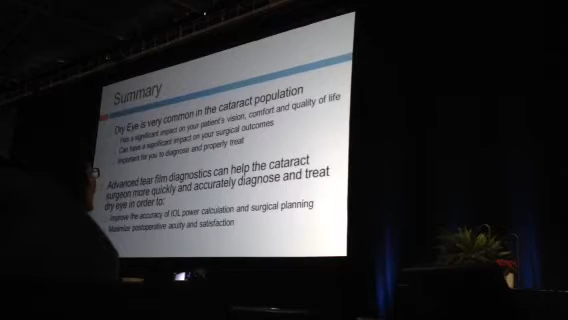 Summary
Dry Eye is very common in the cataract population
Has a significant impact on your patient's vision, comfort and quality of life
Can have a significant impact on your surgical outcomes
Important for you to diagnose and properly treat
Advanced tear film diagnostics can help the cataract
surgeon more quickly and accurately diagnose and treat
dry eye in order to:
Improve the accuracy of IOL power calculation and surgical planning
Maximize postoperative acuity and satisfaction